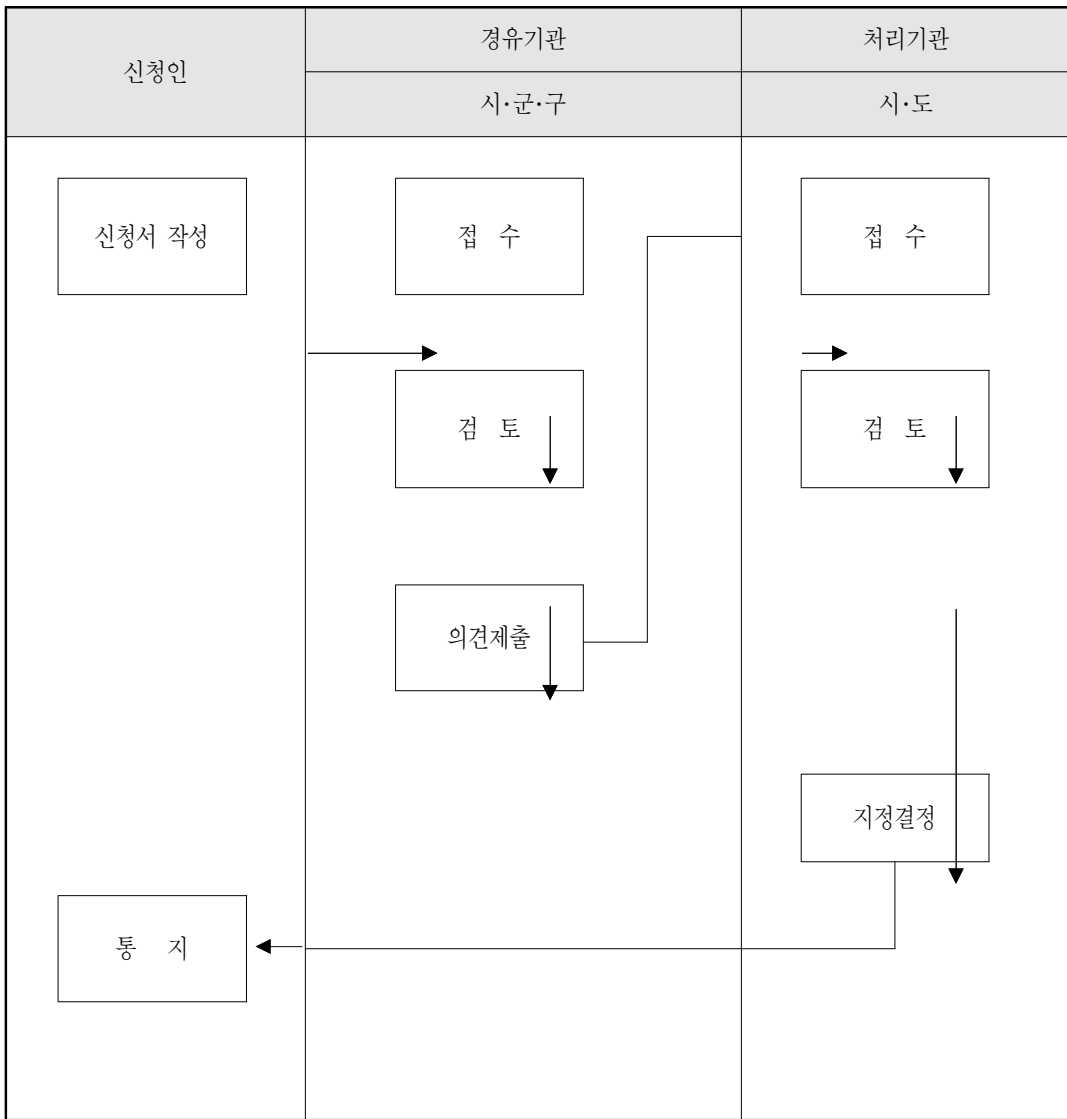 신청인
경유기관
처리기관
시·군·구
시·도
신청서 작성
접 수
접 수
검 토
검 토
의견제출
지정결정
통 지